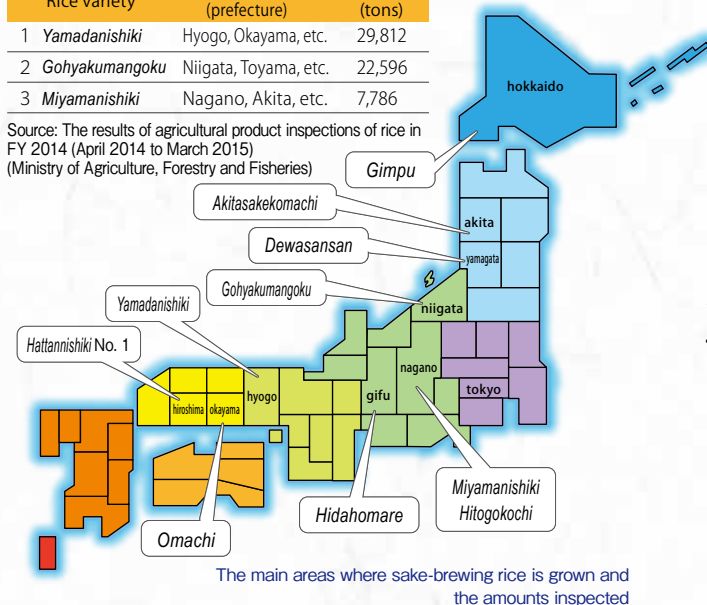 Rice variety
(prefecture)
(tons)
1 Yamadanishiki Hyogo, Okayama, etc. 29,812
2 Gohyakumangoku Niigata, Toyama, etc. 22,596
3 Miyamanishiki Nagano, Akita, etc. 7,786
Source: The results of agricultural product inspections of rice in
FY 2014 (April 2014 to March 2015)
(Ministry of Agriculture, Forestry and Fisheries)
hokkaido
Gimpu
Akitasakekomachi
akita
Dewasansan
yamagata
Gohyakumangoku
niigata
Yamadanishiki
Hattannishiki No. 1
nagano
hyogo
gifu
tokyo
hiroshima
okayama
Miyamanishiki
Hitogokochi
Hidahomare
Omachi
The main areas where sake-brewing rice is grown and
the amounts inspected